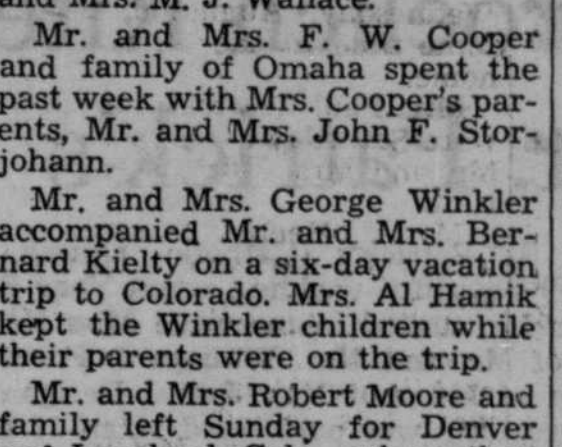 and Mrs. M. J. Wallace.
Mr. and Mrs. F. W. Cooper
and family of Omaha spent the
past week with Mrs. Cooper's par-
ents, Mr. and Mrs. John F. Stor-
johann.
Mr. and Mrs. George Winkler
accompanied Mr. and Mrs. Ber-
nard Kielty on a six-day vacation
trip to Colorado. Mrs. Al Hamik
kept the Winkler children while
their parents were on the trip.
Mr. and Mrs. Robert Moore and
family left Sunday for Denver